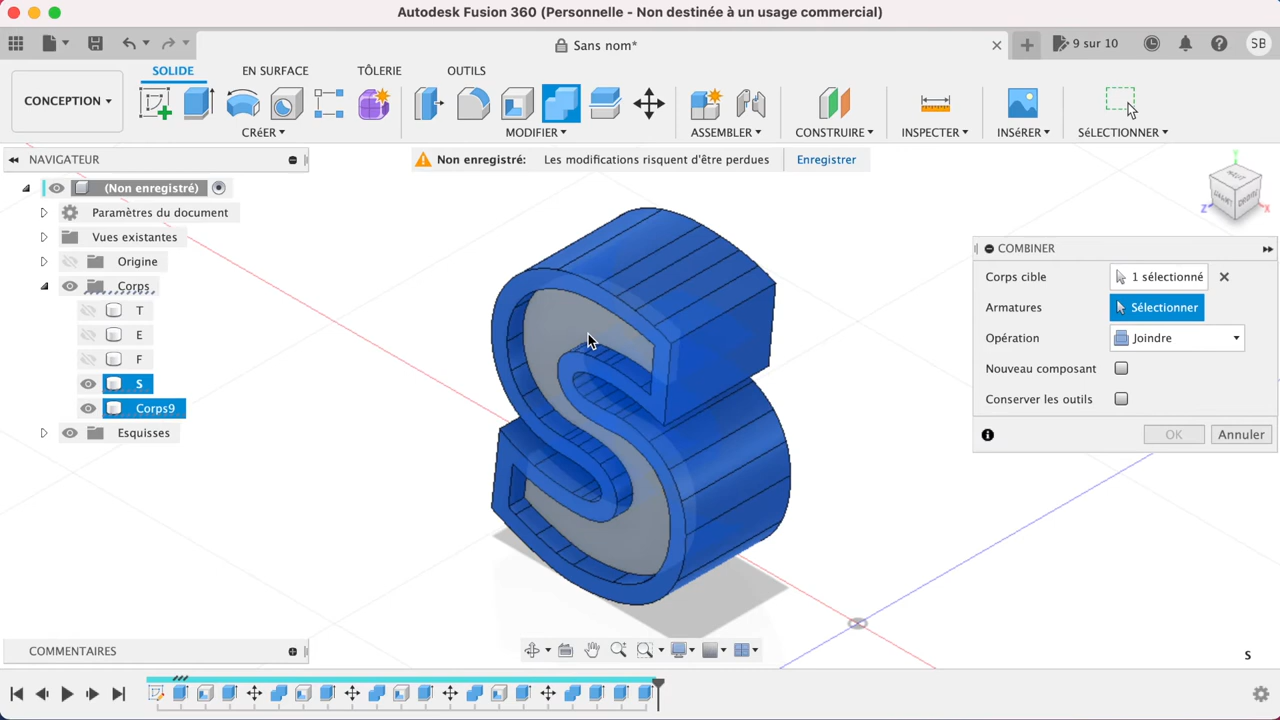 Autodesk Fusion 360 (Personnelle - Non destinée à un usage commercial)
Sans nom*
9 sur 10
SB
CONCEPTION
SOLIDE
EN SURFACE
TÔLERIE
OUTILS
CRéER
MODIFIER
ASSEMBLER
CONSTRUIRE
INSPECTER
INSéRER
SéLECTIONNER
NAVIGATEUR
Non enregistré: Les modifications risquent d'être perdues Enregistrer
(Non enregistré)
Paramètres du document
Vues existantes
Origine
Corps
T
E
F
S
Corps9
Esquisses
Z
X
COMBINER
Corps cible 1 sélectionné
Armatures Sélectionner
Opération Joindre
Nouveau composant
Conserver les outils
OK Annuler
COMMENTAIRES
S